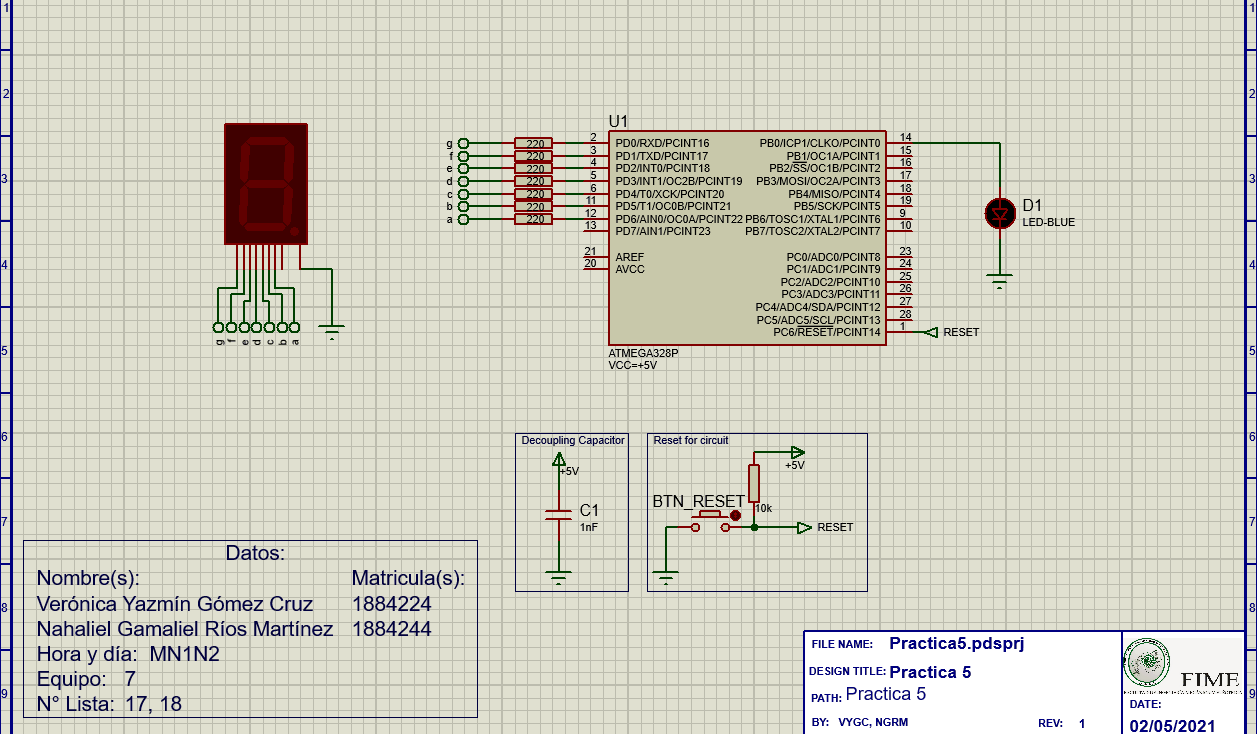 1
1
2
2
3
3
4
4
5
5
6
6
7
7
8
8
9
9
U1
g 220 2 PD0/RXD/PCINT16
f 220 3 PD1/TXD/PCINT17
e 220 4 PD2/INT0/PCINT18
d 220 5 PD3/INT1/OC2B/PCINT19
c 220 6 PD4/T0/XCK/PCINT20
b 220 11 PD5/T1/OC0B/PCINT21
a 220 12 PD6/AIN0/OC0A/PCINT22
13 PD7/AIN1/PCINT23
21 AREF
20 AVCC
PB0/ICP1/CLKO/PCINT0 14
PB1/OC1A/PCINT1 15
PB2/SS/OC1B/PCINT2 16
PB3/MOSI/OC2A/PCINT3 17
PB4/MISO/PCINT4 18
PB5/SCK/PCINT5 19
PB6/TOSC1/XTAL1/PCINT6 9
PB7/TOSC2/XTAL2/PCINT7 10
PC0/ADC0/PCINT8 23
PC1/ADC1/PCINT9 24
PC2/ADC2/PCINT10 25
PC3/ADC3/PCINT11 26
PC4/ADC4/SDA/PCINT12 27
PC5/ADC5/SCL/PCINT13 28
PC6/RESET/PCINT14 1 RESET
ATMEGA328P
VCC=+5V
D1
LED-BLUE
g f e d c b a
Decoupling Capacitor
+5V
C1
1nF
Reset for circuit
+5V
BTN_RESET
10k
RESET
Datos:
Nombre(s): Matricula(s):
Verónica Yazmín Gómez Cruz 1884224
Nahaliel Gamaliel Ríos Martínez 1884244
Hora y día: MN1N2
Equipo: 7
N° Lista: 17, 18
FILE NAME: Practica5.pdsprj
DESIGN TITLE: Practica 5
PATH: Practica 5
BY: VYGC, NGRM REV: 1
FIME
DATE:
02/05/2021